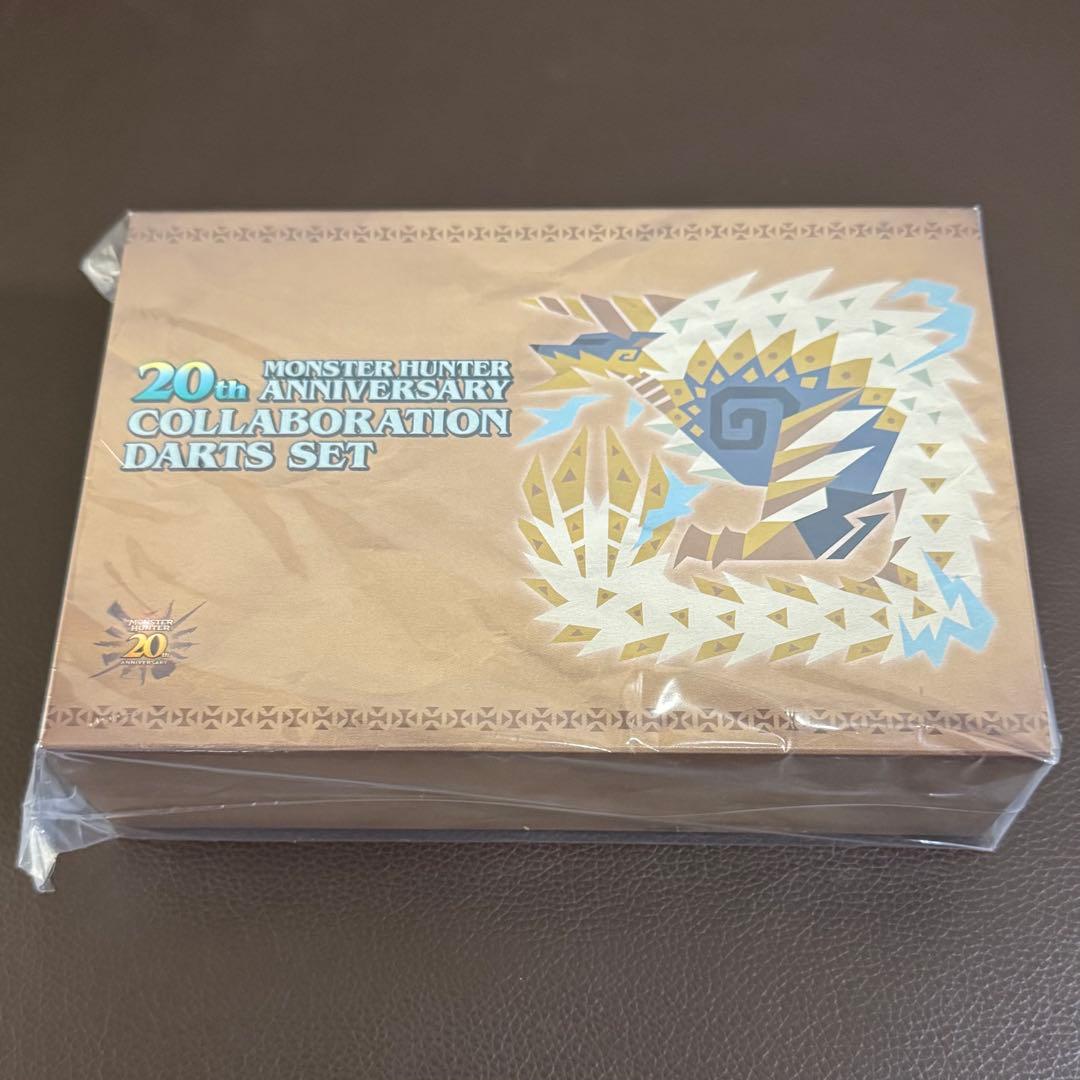 20th MONSTER HUNTER
ANNIVERSARY
COLLABORATION
DARTS SET
MONSTER
HUNTER
20th
ANNIVERSARY